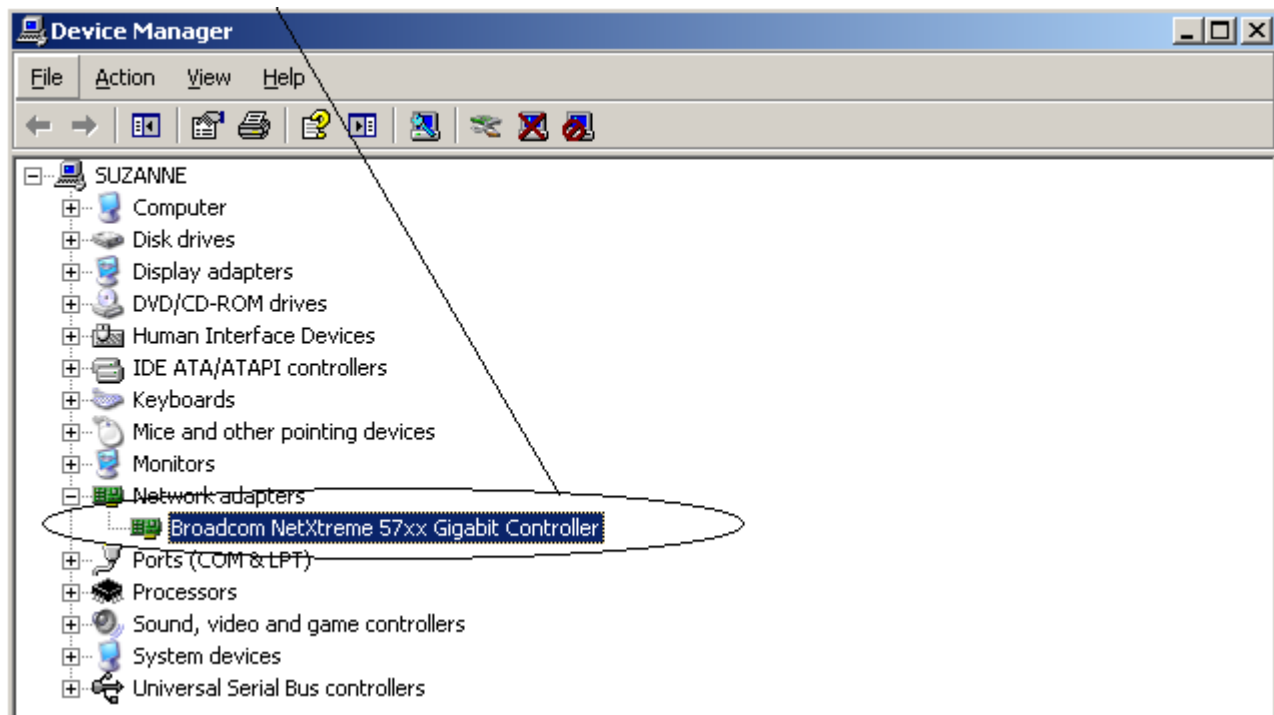 Device Manager
File Action View Help
SUZANNE
Computer
Disk drives
Display adapters
DVD/CD-ROM drives
Human Interface Devices
IDE ATA/ATAPI controllers
Keyboards
Mice and other pointing devices
Monitors
Network adapters
Broadcom NetXtreme 57xx Gigabit Controller
Ports (COM & LPT)
Processors
Sound, video and game controllers
System devices
Universal Serial Bus controllers